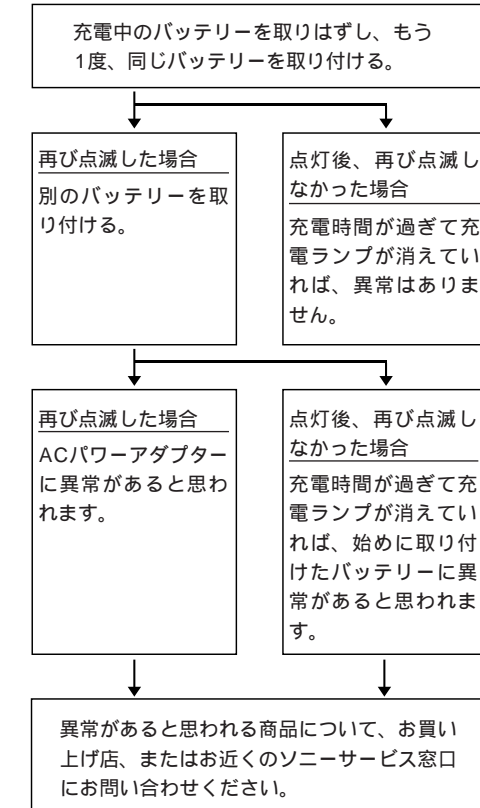 充電中のバッテリーを取りはずし、もう
1度、同じバッテリーを取り付ける。
再び点滅した場合
別のバッテリーを取
り付ける。
点灯後、再び点滅し
なかった場合
充電時間が過ぎて充
電ランプが消えてい
れば、異常はありま
せん。
再び点滅した場合
ACパワーアダプター
に異常があると思わ
れます。
点灯後、再び点滅し
なかった場合
充電時間が過ぎて充
電ランプが消えてい
れば、始めに取り付
けたバッテリーに異
常があると思われま
す。
異常があると思われる商品について、お買い
上げ店、またはお近くのソニーサービス窓口
にお問い合わせください。